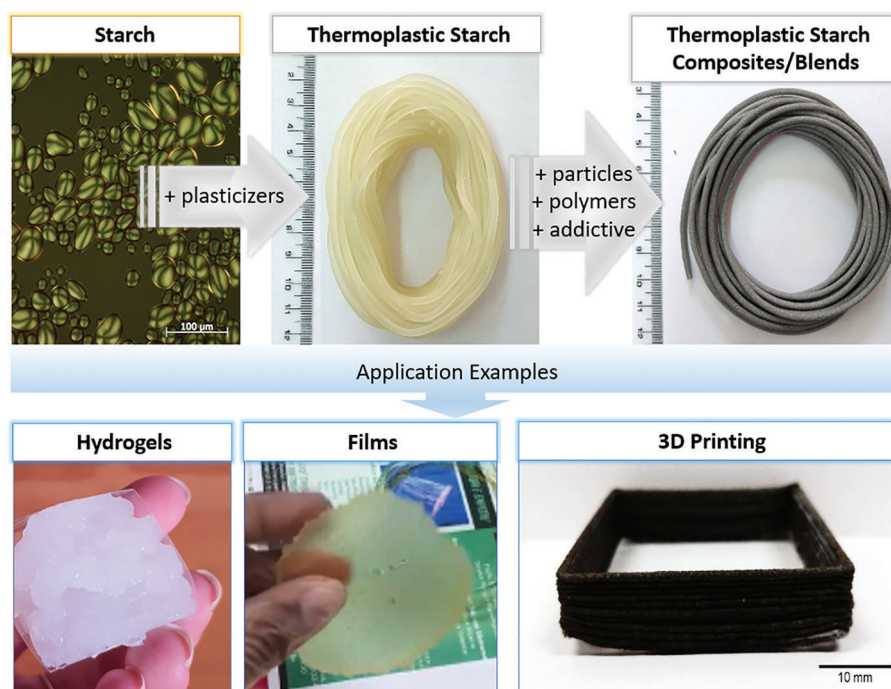 Starch
Thermoplastic Starch
Thermoplastic Starch
Composites/Blends
+ plasticizers
+ particles
+ polymers
+ addictive
100 µm
Application Examples
Hydrogels
Films
3D Printing
10 mm